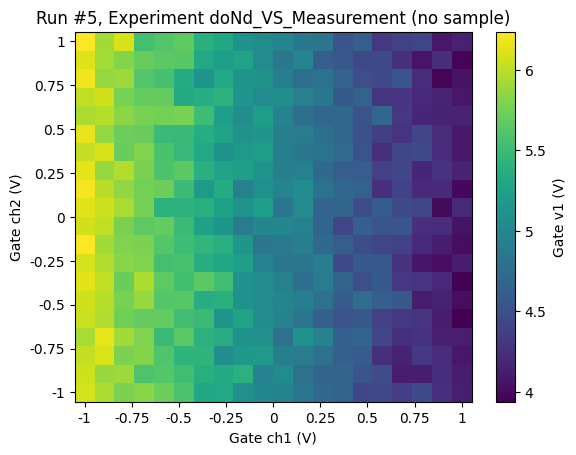 Run #5, Experiment doNd_VS_Measurement (no sample)
1
0.75
0.5
0.25
0
-0.25
-0.5
-0.75
-1
Gate ch2 (V)
-1 -0.75 -0.5 -0.25 0 0.25 0.5 0.75 1
Gate ch1 (V)
6
5.5
5
4.5
4
Gate v1 (V)